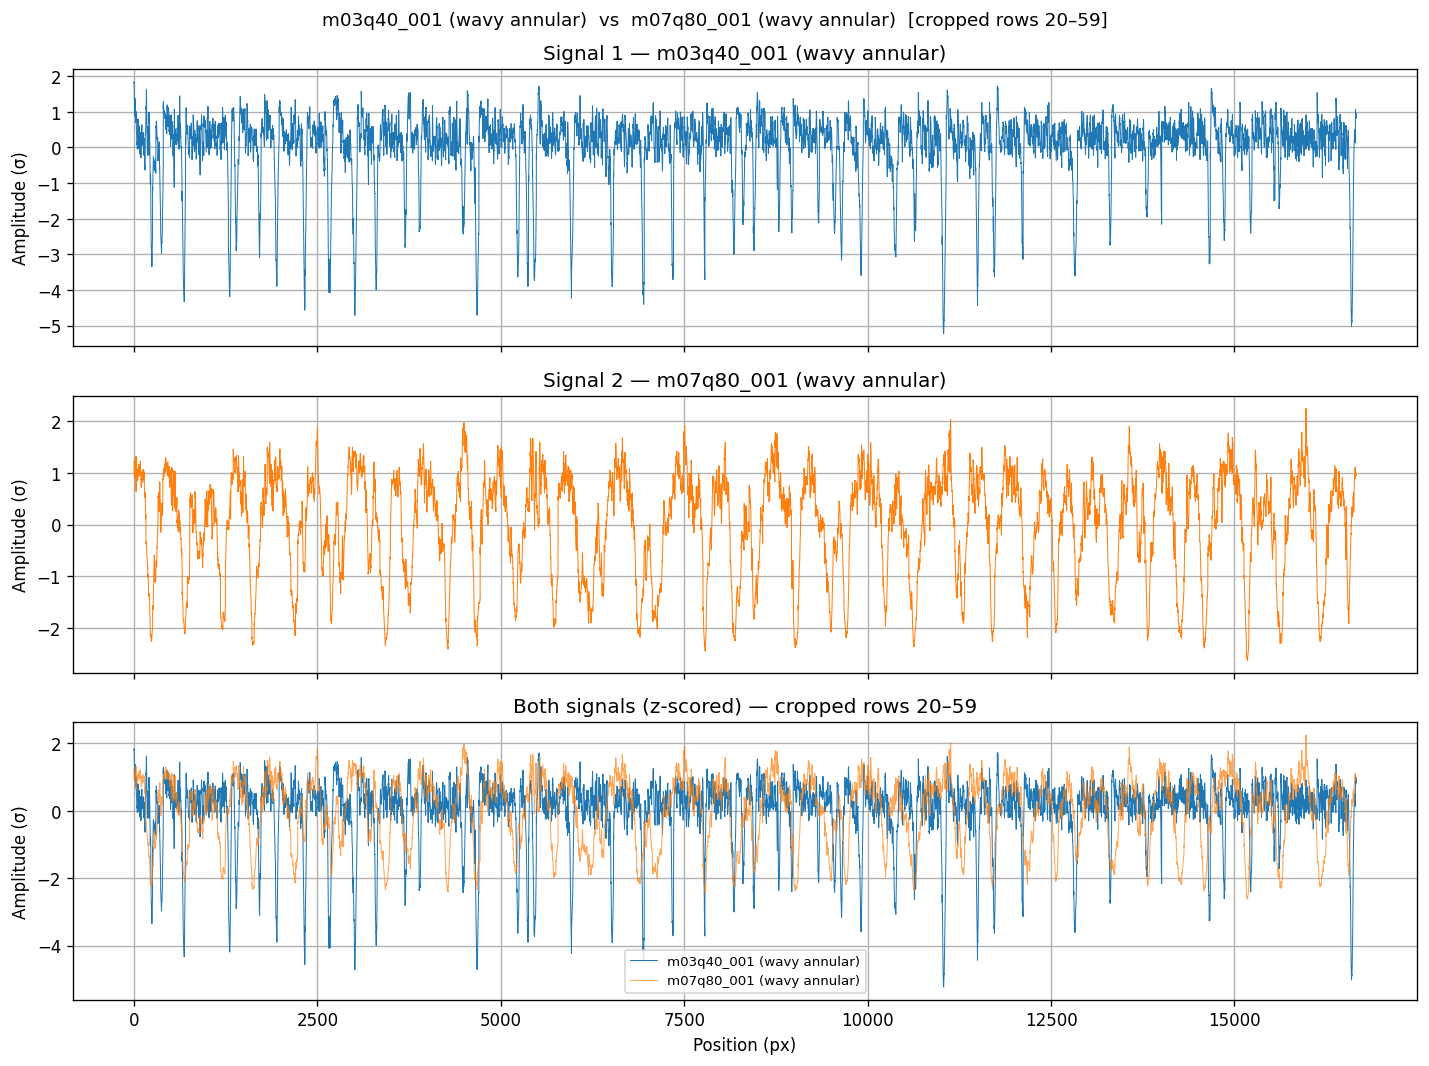 m03q40_001 (wavy annular)  vs  m07q80_001 (wavy annular)  [cropped rows 20–59]
Signal 1 — m03q40_001 (wavy annular)
2
1
0
−1
−2
−3
−4
−5
Amplitude (σ)
Signal 2 — m07q80_001 (wavy annular)
2
1
0
−1
−2
Amplitude (σ)
Both signals (z-scored) — cropped rows 20–59
2
0
−2
−4
Amplitude (σ)
m03q40_001 (wavy annular)
m07q80_001 (wavy annular)
0 2500 5000 7500 10000 12500 15000
Position (px)